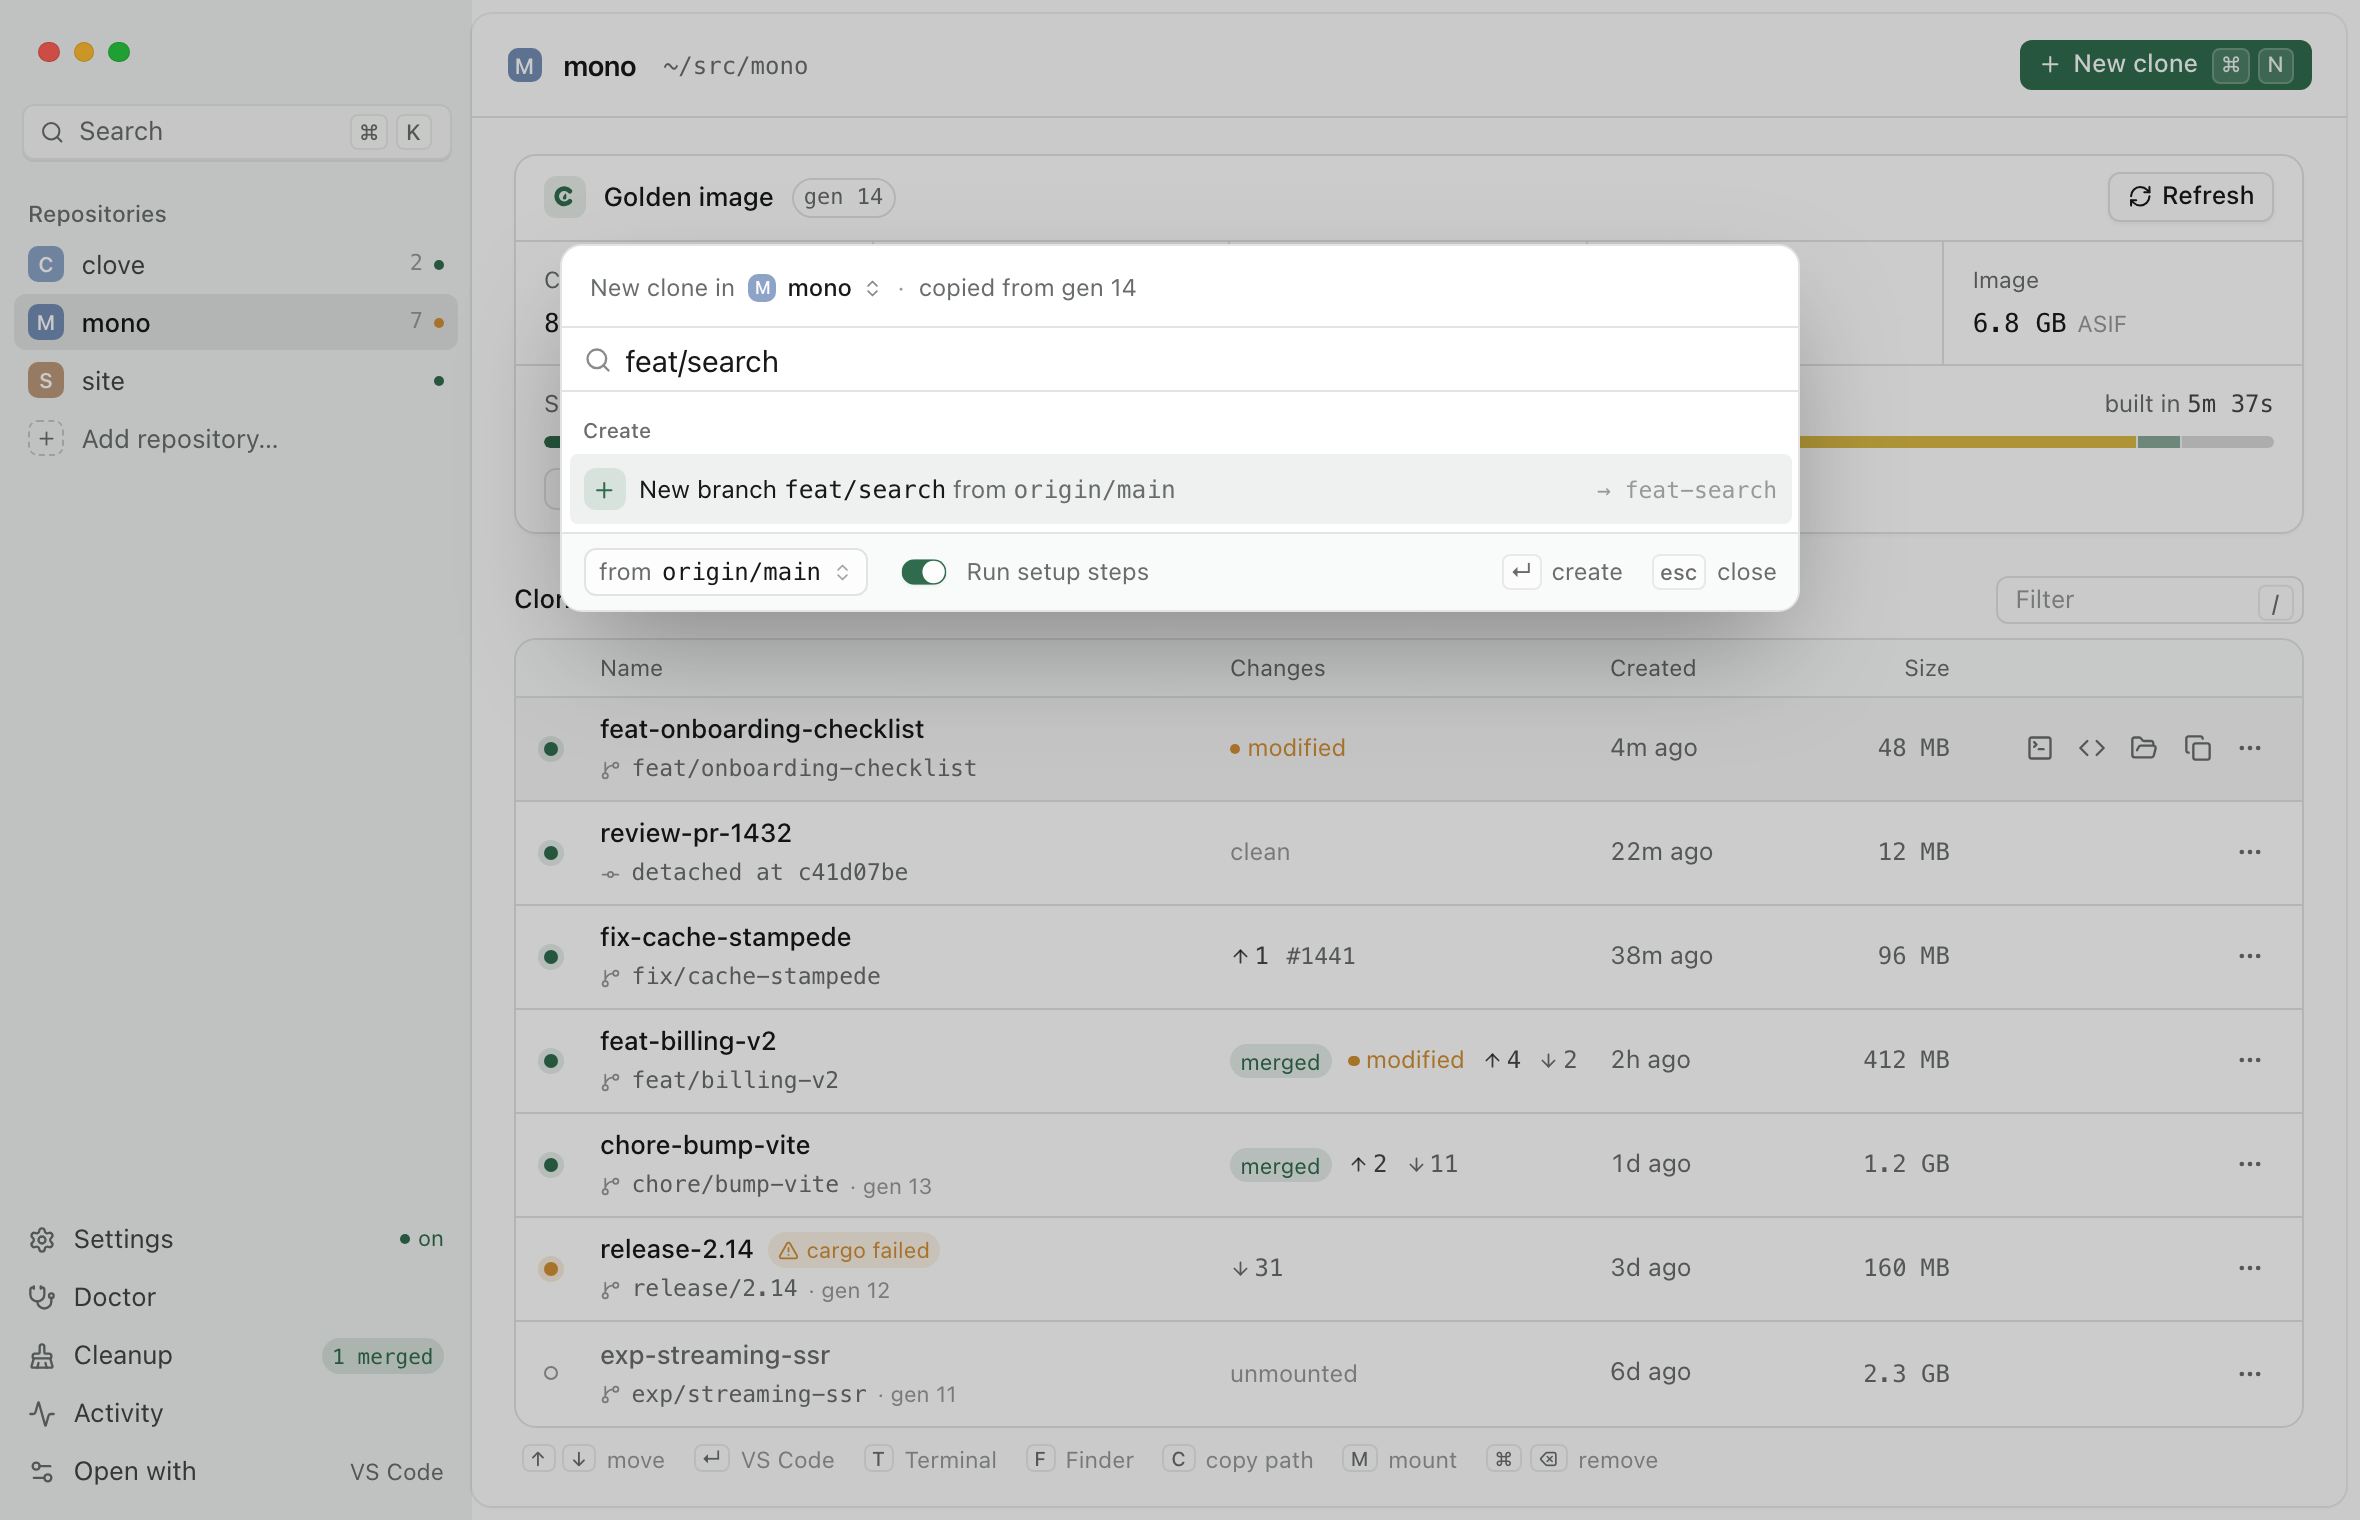 Search ⌘ K
Repositories
C clove 2
M mono 7
S site
Add repository...
Settings on
Doctor
Cleanup 1 merged
Activity
Open with VS Code
M mono ~/src/mono
+ New clone ⌘ N
Golden image gen 14
Refresh
Image
6.8 GB ASIF
built in 5m 37s
New clone in M mono · copied from gen 14
feat/search
Create
+ New branch feat/search from origin/main → feat-search
from origin/main Run setup steps ↵ create esc close
Filter /
Name Changes Created Size
feat-onboarding-checklist
feat/onboarding-checklist
modified 4m ago 48 MB
review-pr-1432
detached at c41d07be
clean 22m ago 12 MB
fix-cache-stampede
fix/cache-stampede
↑1 #1441 38m ago 96 MB
feat-billing-v2
feat/billing-v2
merged modified ↑4 ↓2 2h ago 412 MB
chore-bump-vite
chore/bump-vite · gen 13
merged ↑2 ↓11 1d ago 1.2 GB
release-2.14 cargo failed
release/2.14 · gen 12
↓31 3d ago 160 MB
exp-streaming-ssr
exp/streaming-ssr · gen 11
unmounted 6d ago 2.3 GB
↑ ↓ move ↵ VS Code T Terminal F Finder C copy path M mount ⌘ ⌫ remove